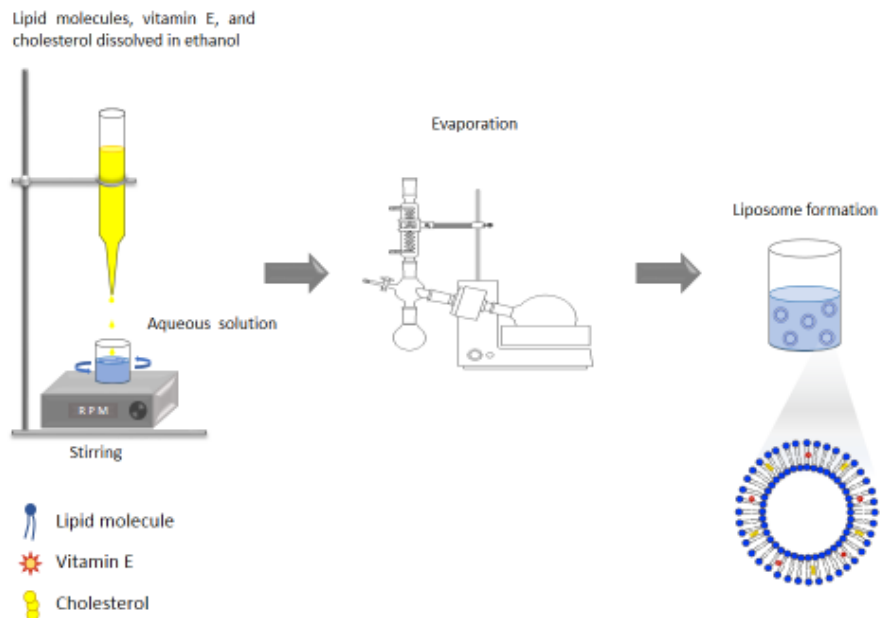 Lipid molecules, vitamin E, and
cholesterol dissolved in ethanol
Evaporation
Liposome formation
Aqueous solution
RPM
Stirring
Lipid molecule
Vitamin E
Cholesterol